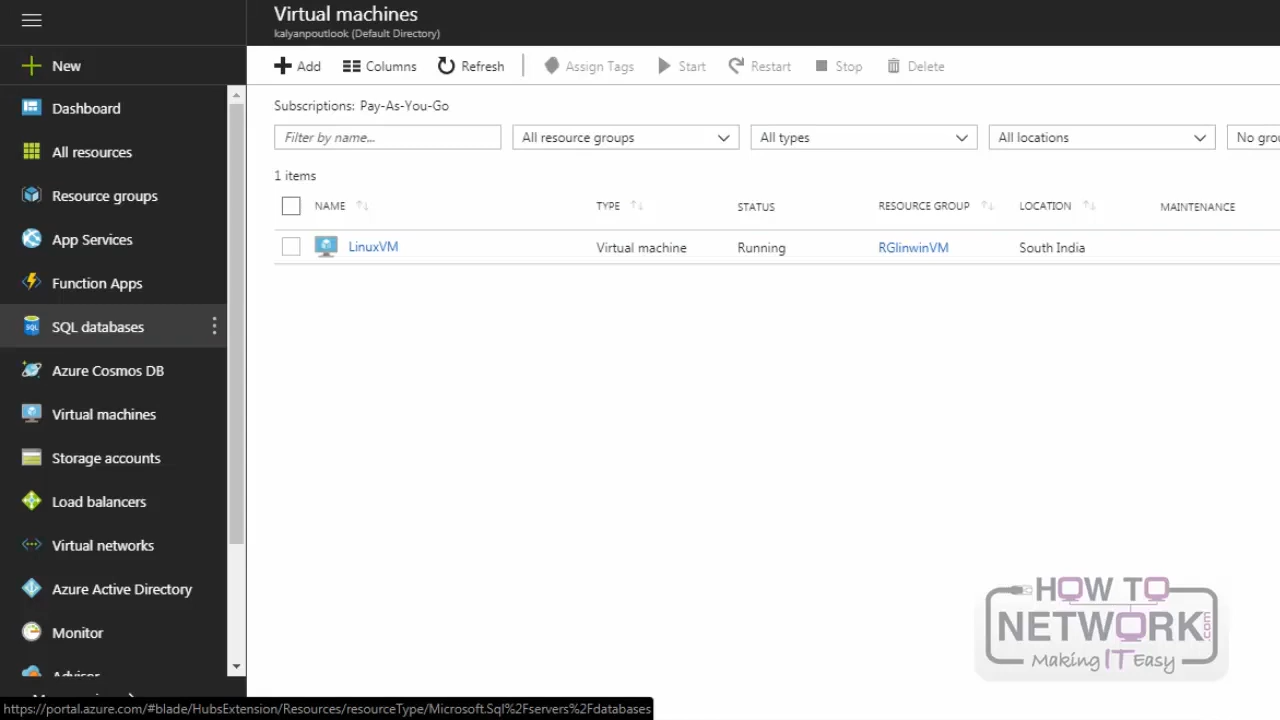 Virtual machines
kalyanpoutlook (Default Directory)
New
Add Columns Refresh Assign Tags Start Restart Stop Delete
Dashboard
All resources
Resource groups
App Services
Function Apps
SQL databases
Azure Cosmos DB
Virtual machines
Storage accounts
Load balancers
Virtual networks
Azure Active Directory
Monitor
Advisor
Subscriptions: Pay-As-You-Go
Filter by name... All resource groups All types All locations No grou
1 items
NAME TYPE STATUS RESOURCE GROUP LOCATION MAINTENANCE
LinuxVM Virtual machine Running RGlinwinVM South India
SQL
HOW TO
NETWORK.com
Making IT Easy
https://portal.azure.com/#blade/HubsExtension/Resources/resourceType/Microsoft.Sql%2Fservers%2Fdatabases